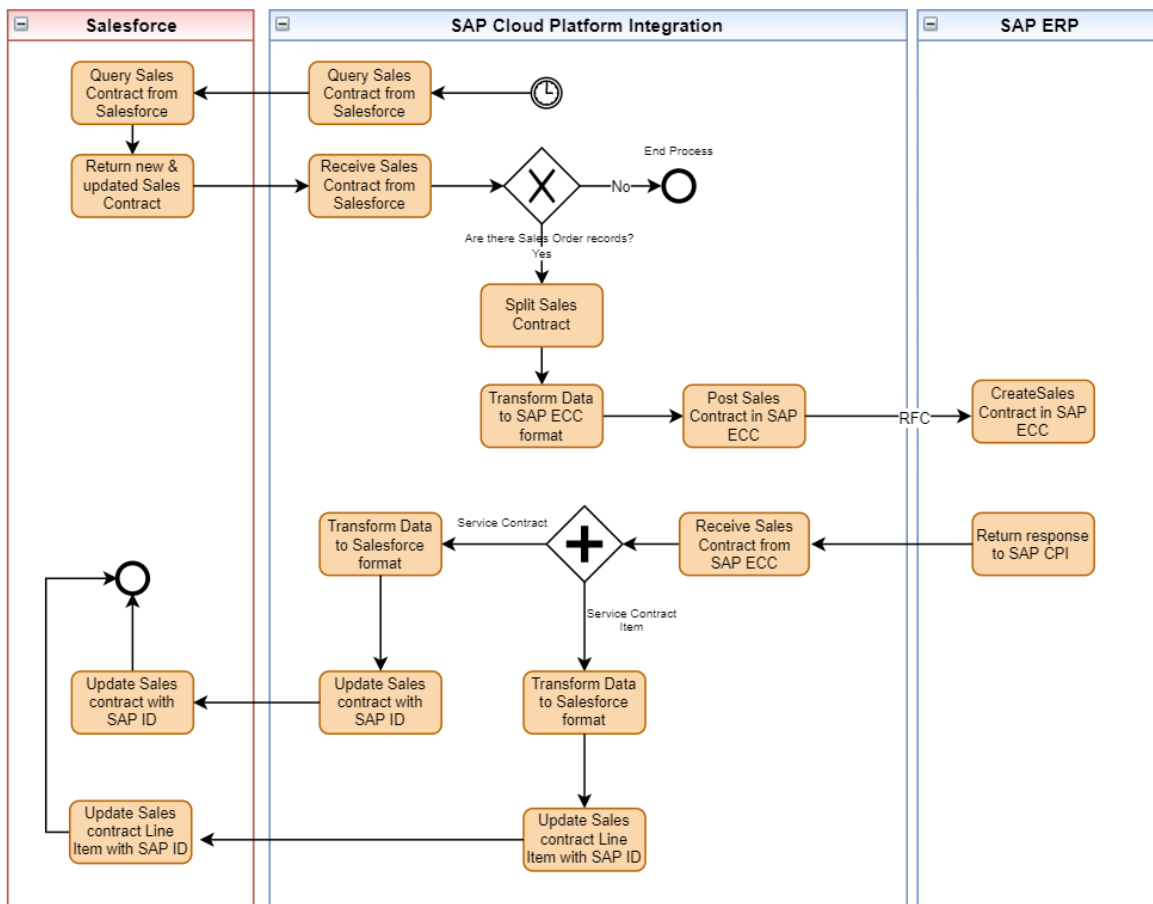 Salesforce
SAP Cloud Platform Integration
SAP ERP
Query Sales
Contract from
Salesforce
Query Sales
Contract from
Salesforce
Return new &
updated Sales
Contract
Receive Sales
Contract from
Salesforce
No
End Process
Are there Sales Order records?
Yes
Split Sales
Contract
Transform Data
to SAP ECC
format
Post Sales
Contract in SAP
ECC
RFC
CreateSales
Contract in SAP
ECC
Return response
to SAP CPI
Receive Sales
Contract from
SAP ECC
Service Contract
Transform Data
to Salesforce
format
Service Contract
Item
Update Sales
contract with
SAP ID
Update Sales
contract with
SAP ID
Transform Data
to Salesforce
format
Update Sales
contract Line
Item with SAP ID
Update Sales
contract Line
Item with SAP ID